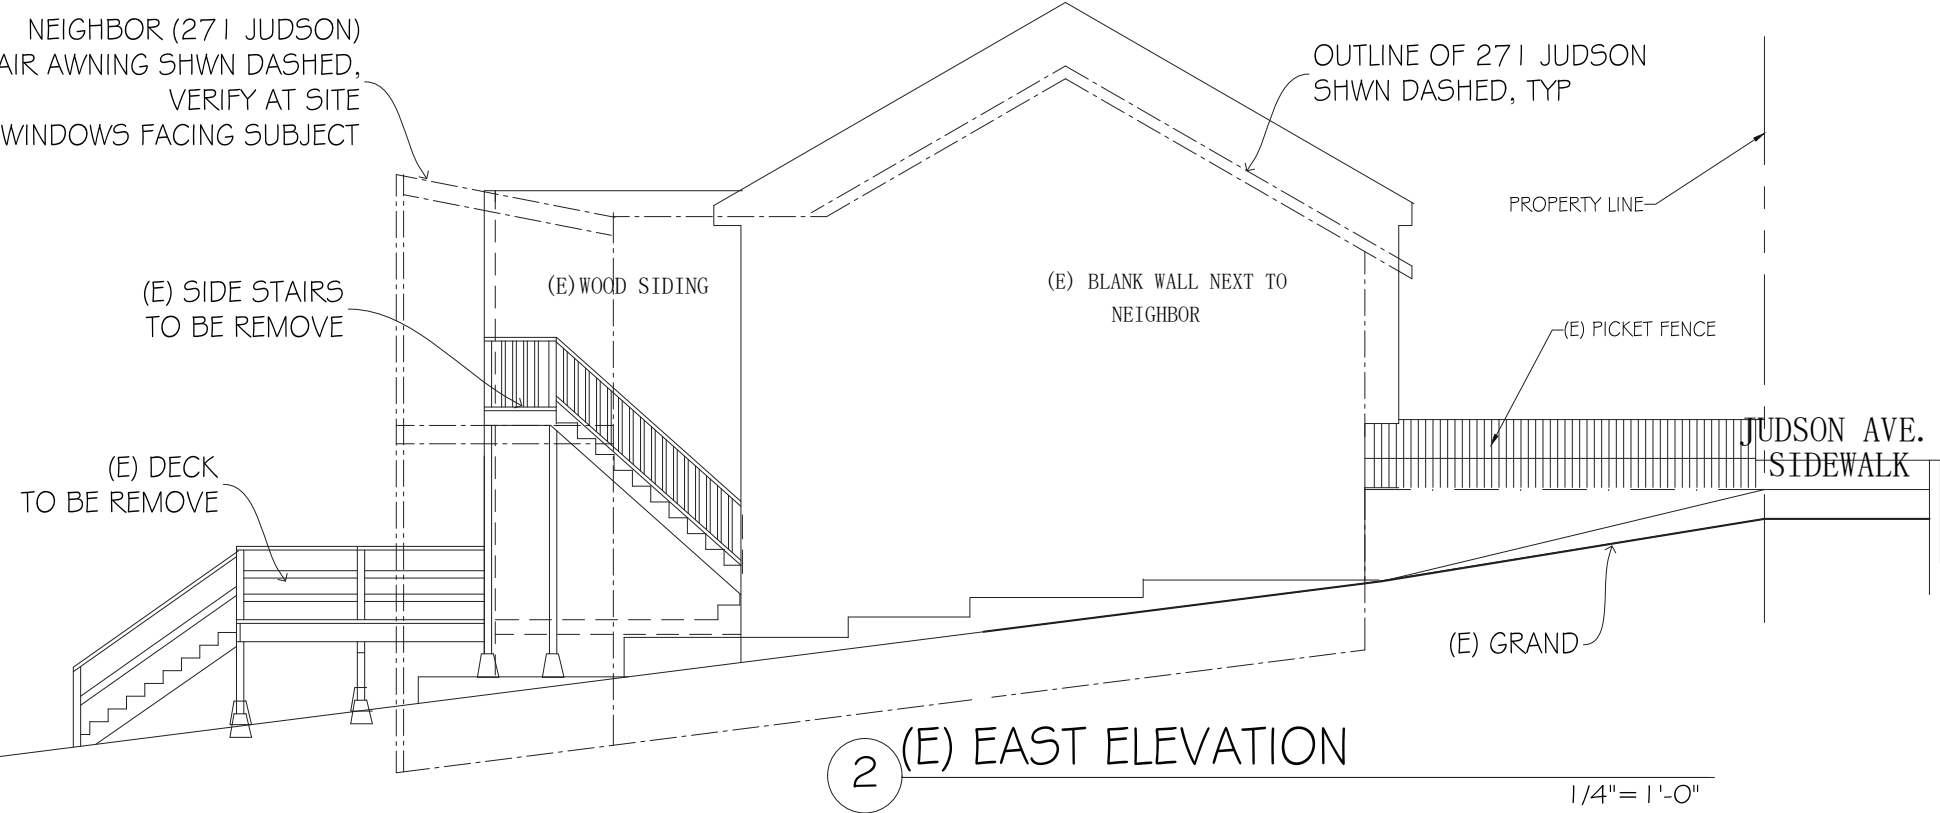 NEIGHBOR (271 JUDSON)
AIR AWNING SHWN DASHED,
VERIFY AT SITE
WINDOWS FACING SUBJECT
OUTLINE OF 271 JUDSON
SHWN DASHED, TYP
PROPERTY LINE
(E) SIDE STAIRS
TO BE REMOVE
(E)WOOD SIDING
(E) BLANK WALL NEXT TO
NEIGHBOR
(E) PICKET FENCE
JUDSON AVE.
SIDEWALK
(E) DECK
TO BE REMOVE
(E) GRAND
2
(E) EAST ELEVATION
1/4"= 1'-0"